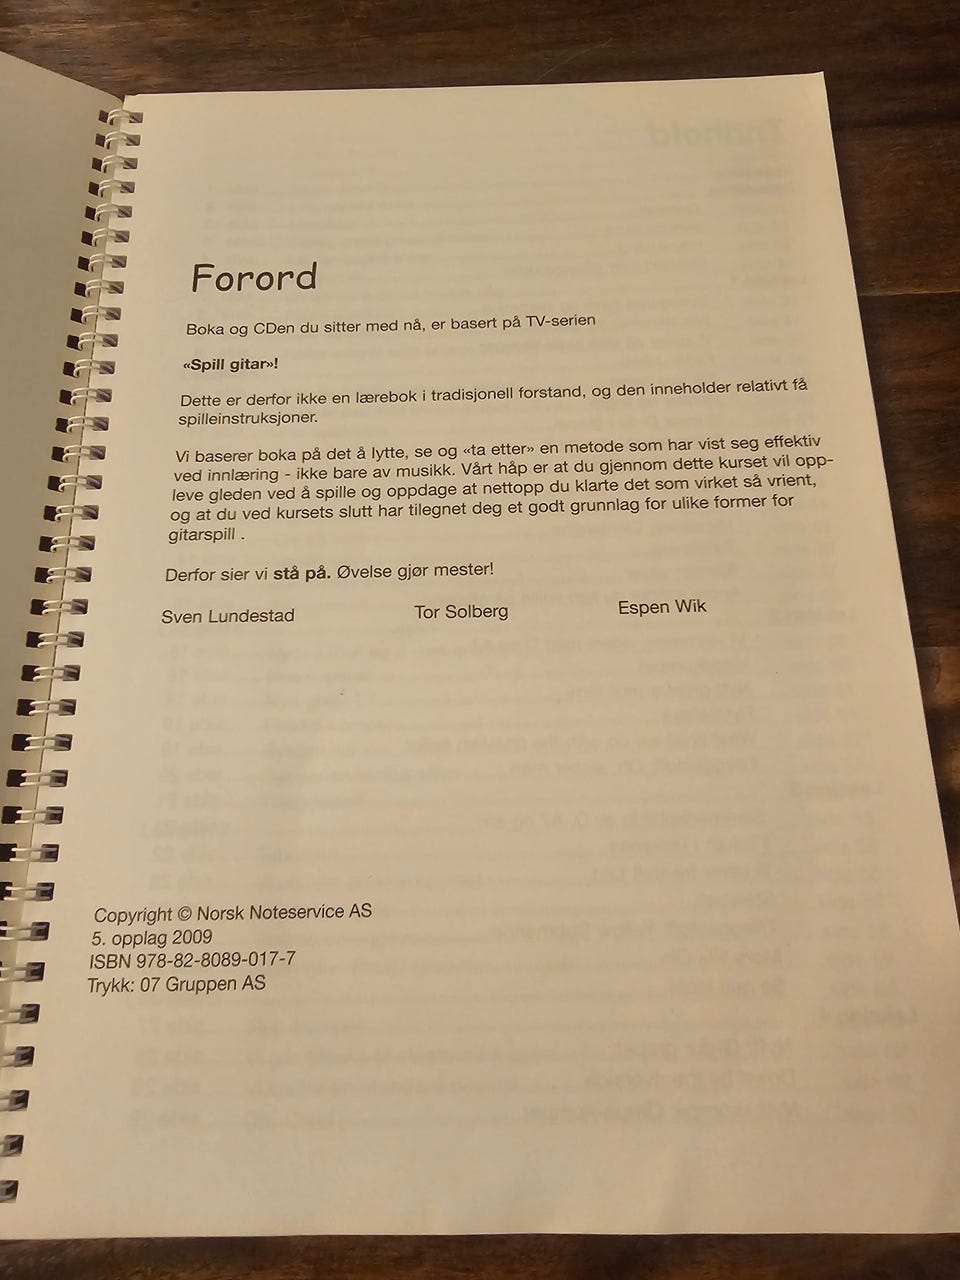 Forord
Boka og CDen du sitter med nå, er basert på TV-serien
«Spill gitar»!
Dette er derfor ikke en lærebok i tradisjonell forstand, og den inneholder relativt få
spilleinstruksjoner.
Vi baserer boka på det å lytte, se og «ta etter» en metode som har vist seg effektiv
ved innlæring - ikke bare av musikk. Vårt håp er at du gjennom dette kurset vil opp-
leve gleden ved å spille og oppdage at nettopp du klarte det som virket så vrient,
og at du ved kursets slutt har tilegnet deg et godt grunnlag for ulike former for
gitarspill .
Derfor sier vi stå på. Øvelse gjør mester!
Sven Lundestad Tor Solberg Espen Wik
Copyright © Norsk Noteservice AS
5. opplag 2009
ISBN 978-82-8089-017-7
Trykk: 07 Gruppen AS